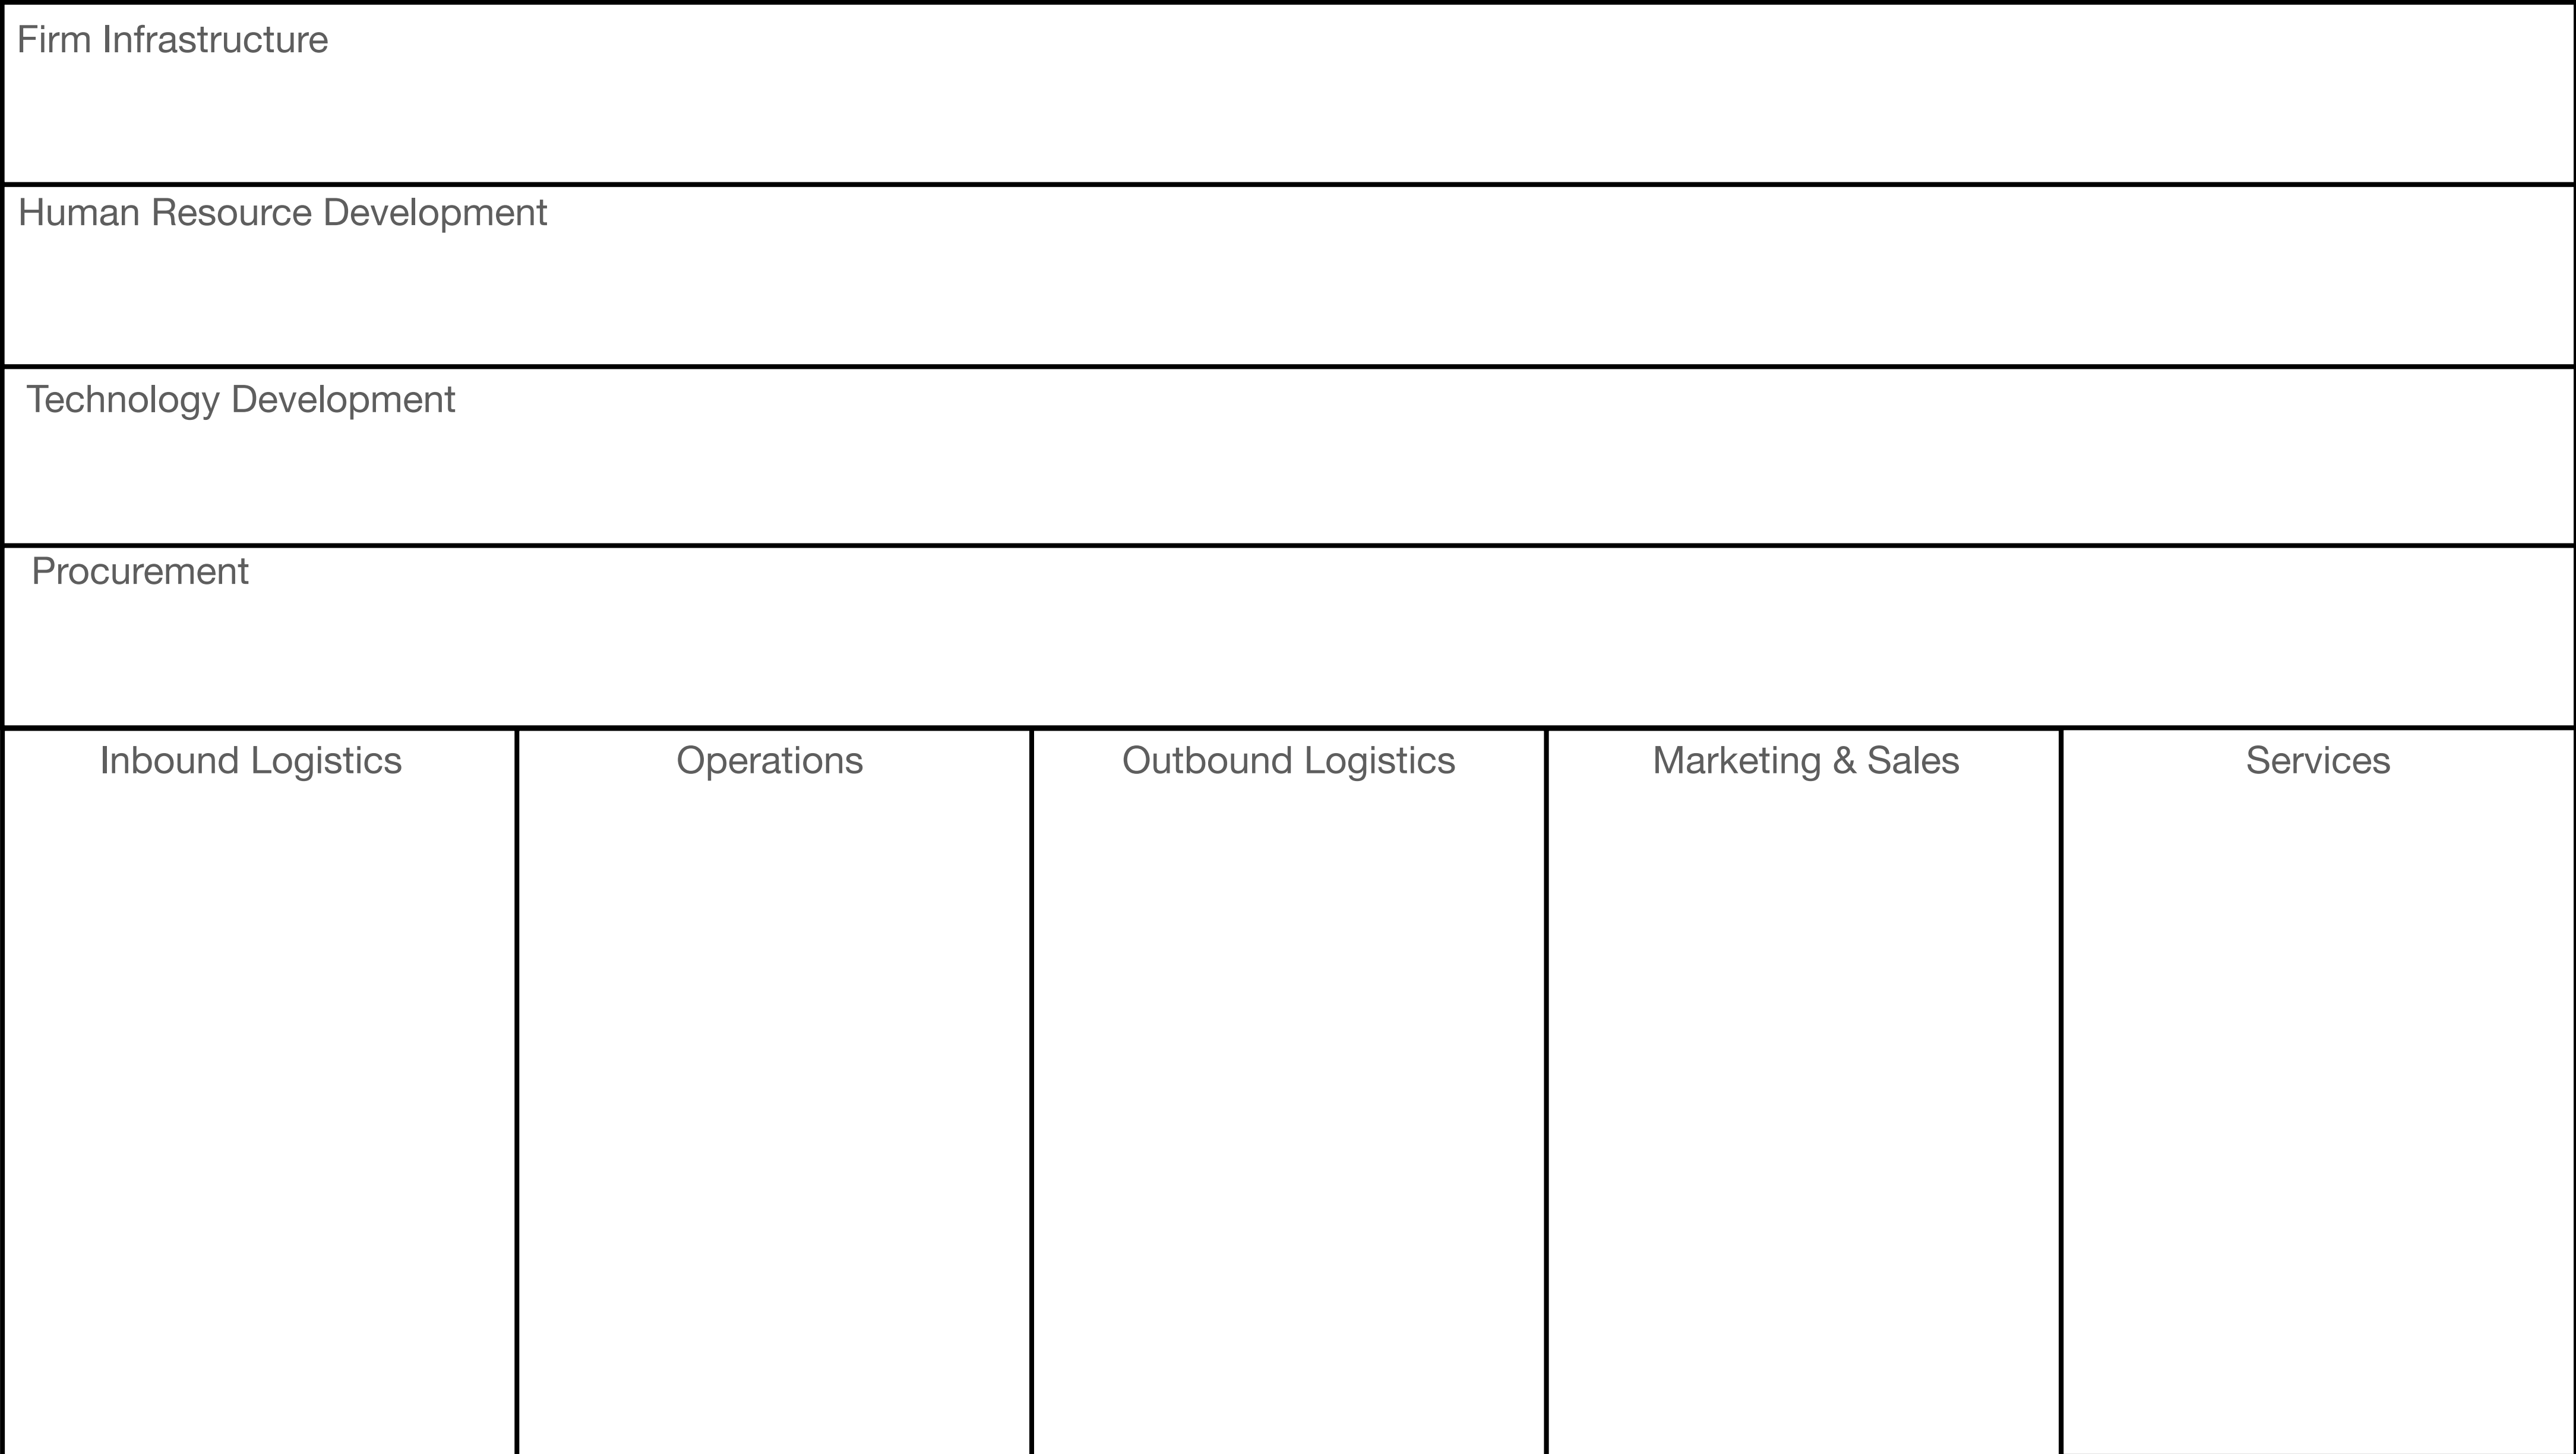 Firm Infrastructure
Human Resource Development
Technology Development
Procurement
Inbound Logistics
Operations
Outbound Logistics
Marketing & Sales
Services